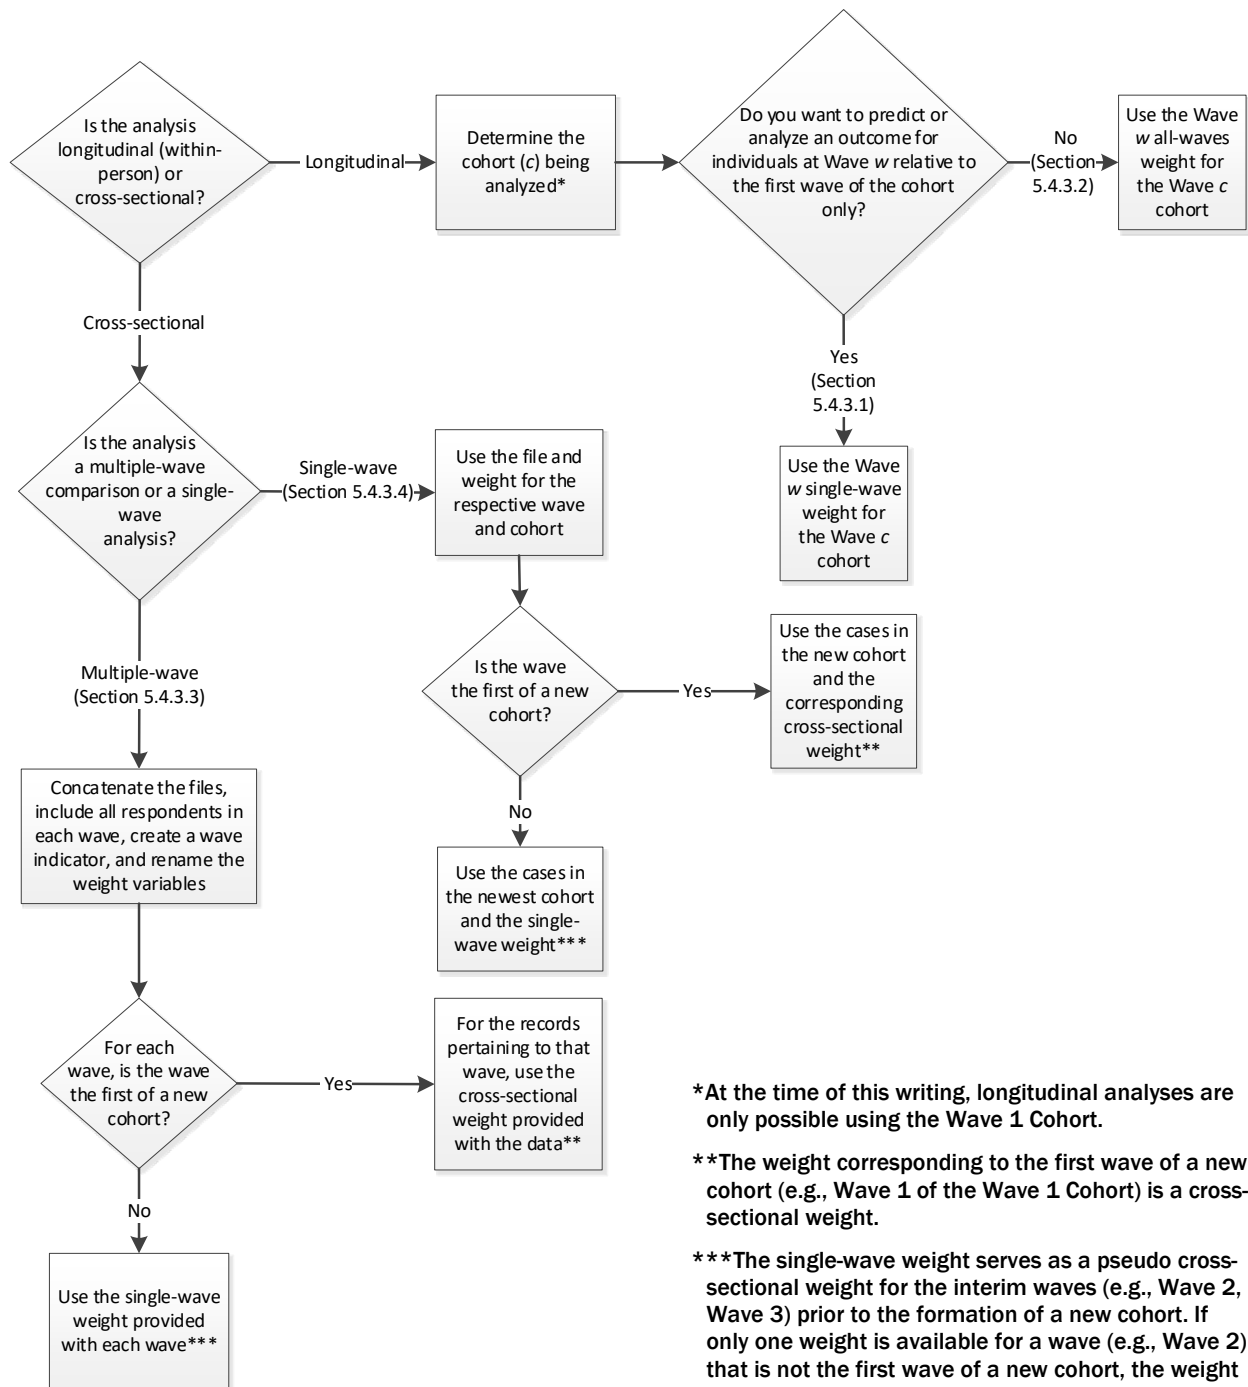 Is the analysis
longitudinal (within-
person) or
cross-sectional?
Longitudinal
Determine the
cohort (c) being
analyzed*
Do you want to predict or
analyze an outcome for
individuals at Wave w relative to
the first wave of the cohort
only?
No
(Section
5.4.3.2)
Use the Wave
w all-waves
weight for
the Wave c
cohort
Yes
(Section
5.4.3.1)
Use the Wave
w single-wave
weight for
the Wave c
cohort
Cross-sectional
Is the analysis
a multiple-wave
comparison or a single-
wave
analysis?
Single-wave
(Section 5.4.3.4)
Use the file and
weight for the
respective wave
and cohort
Is the wave
the first of a new
cohort?
Yes
Use the cases in
the new cohort
and the
corresponding
cross-sectional
weight**
No
Use the cases in
the newest cohort
and the single-
wave weight***
Multiple-wave
(Section 5.4.3.3)
Concatenate the files,
include all respondents in
each wave, create a wave
indicator, and rename the
weight variables
For each
wave, is the wave
the first of a new
cohort?
Yes
For the records
pertaining to that
wave, use the
cross-sectional
weight provided
with the data**
No
Use the single-wave
weight provided
with each wave***
*At the time of this writing, longitudinal analyses are
only possible using the Wave 1 Cohort.
**The weight corresponding to the first wave of a new
cohort (e.g., Wave 1 of the Wave 1 Cohort) is a cross-
sectional weight.
***The single-wave weight serves as a pseudo cross-
sectional weight for the interim waves (e.g., Wave 2,
Wave 3) prior to the formation of a new cohort. If
only one weight is available for a wave (e.g., Wave 2)
that is not the first wave of a new cohort, the weight